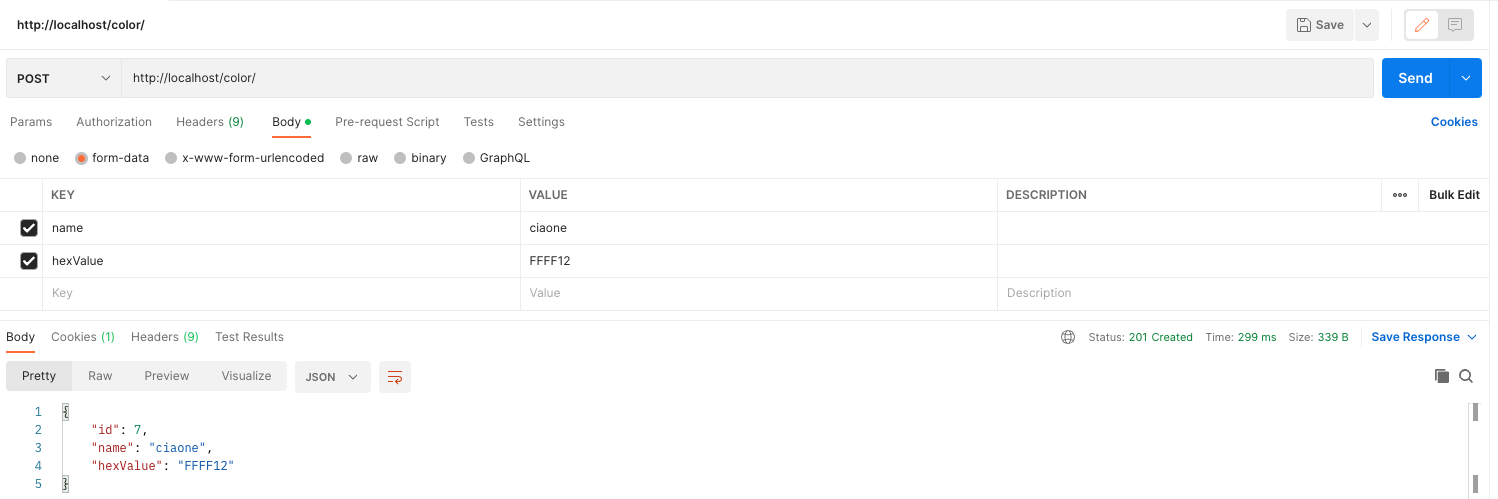 http://localhost/color/ Save
POST http://localhost/color/ Send
Params Authorization Headers (9) Body Pre-request Script Tests Settings Cookies
none form-data x-www-form-urlencoded raw binary GraphQL
KEY VALUE DESCRIPTION Bulk Edit
name ciaone
hexValue FFFF12
Key Value Description
Body Cookies (1) Headers (9) Test Results Status: 201 Created Time: 299 ms Size: 339 B Save Response
Pretty Raw Preview Visualize JSON
1 {
2 "id": 7,
3 "name": "ciaone",
4 "hexValue": "FFFF12"
5 }